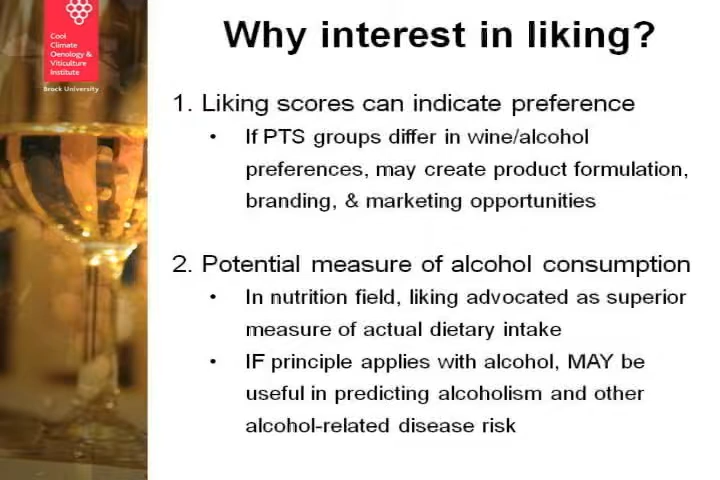 Cool
Climate
Oenology &
Viticulture
Institute
Brock University
Why interest in liking?
1. Liking scores can indicate preference
• If PTS groups differ in wine/alcohol
preferences, may create product formulation,
branding, & marketing opportunities
2. Potential measure of alcohol consumption
• In nutrition field, liking advocated as superior
measure of actual dietary intake
• IF principle applies with alcohol, MAY be
useful in predicting alcoholism and other
alcohol-related disease risk